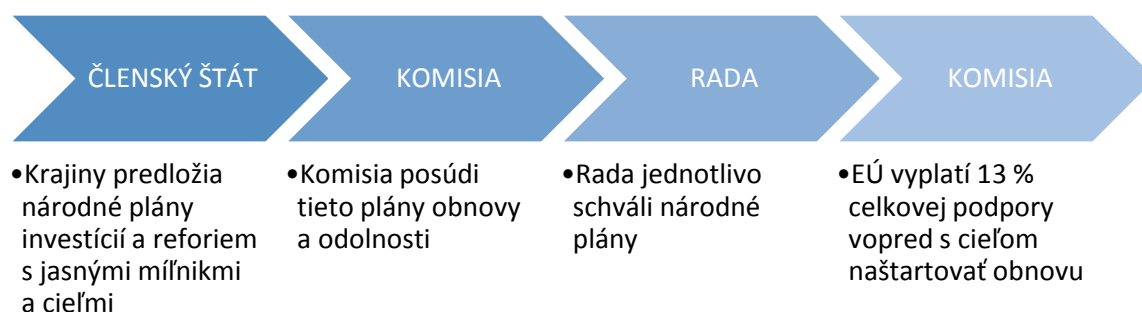 ČLENSKÝ ŠTÁT
KOMISIA
RADA
KOMISIA
•Krajiny predložia
národné plány
investícií a reforiem
s jasnými míľnikmi
a cieľmi
•Komisia posúdi
tieto plány obnovy
a odolnosti
•Rada jednotlivo
schváli národné
plány
•EÚ vyplatí 13 %
celkovej podpory
vopred s cieľom
naštartovať obnovu